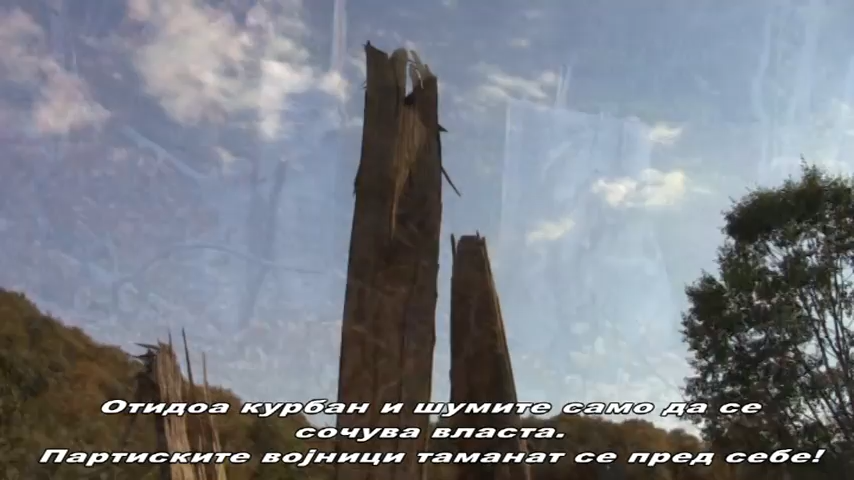 Отидоа курбан и шумите само да се
сочува власта.
Партиските војници таманат се пред себе!